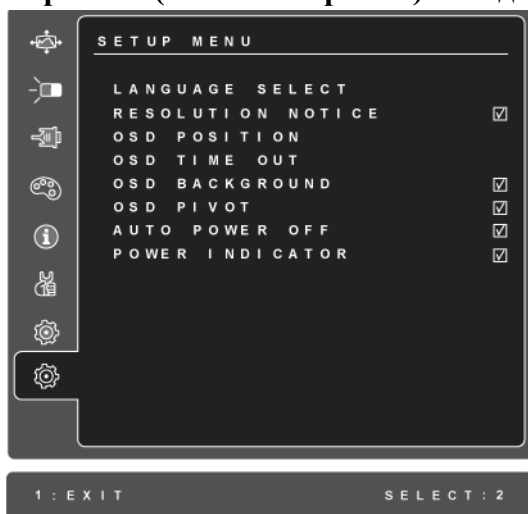 SETUP MENU
LANGUAGE SELECT
RESOLUTION NOTICE ☑
OSD POSITION
OSD TIME OUT
OSD BACKGROUND ☑
OSD PIVOT ☑
AUTO POWER OFF ☑
POWER INDICATOR ☑
1:EXIT SELECT:2